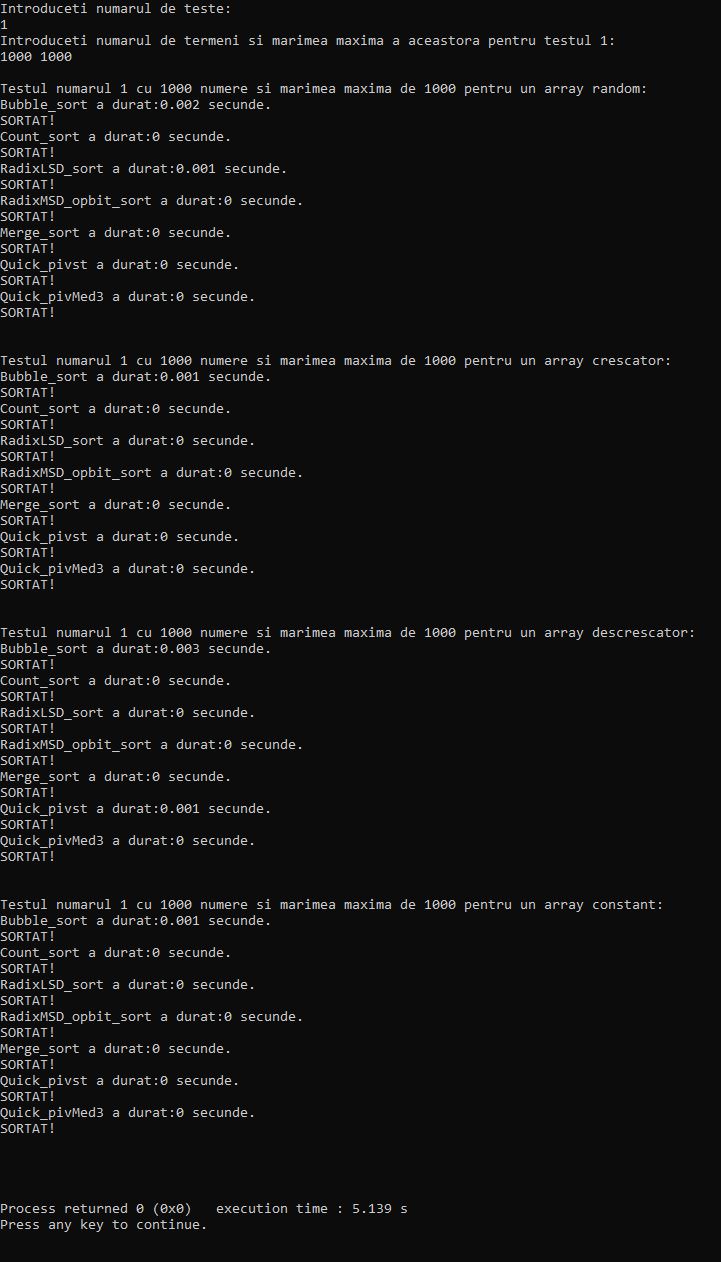 Introduceti numarul de teste:
1
Introduceti numarul de termeni si marimea maxima a aceastora pentru testul 1:
1000 1000
Testul numarul 1 cu 1000 numere si marimea maxima de 1000 pentru un array random:
Bubble_sort a durat:0.002 secunde.
SORTAT!
Count_sort a durat:0 secunde.
SORTAT!
RadixLSD_sort a durat:0.001 secunde.
SORTAT!
RadixMSD_opbit_sort a durat:0 secunde.
SORTAT!
Merge_sort a durat:0 secunde.
SORTAT!
Quick_pivst a durat:0 secunde.
SORTAT!
Quick_pivMed3 a durat:0 secunde.
SORTAT!
Testul numarul 1 cu 1000 numere si marimea maxima de 1000 pentru un array crescator:
Bubble_sort a durat:0.001 secunde.
SORTAT!
Count_sort a durat:0 secunde.
SORTAT!
RadixLSD_sort a durat:0 secunde.
SORTAT!
RadixMSD_opbit_sort a durat:0 secunde.
SORTAT!
Merge_sort a durat:0 secunde.
SORTAT!
Quick_pivst a durat:0 secunde.
SORTAT!
Quick_pivMed3 a durat:0 secunde.
SORTAT!
Testul numarul 1 cu 1000 numere si marimea maxima de 1000 pentru un array descrescator:
Bubble_sort a durat:0.003 secunde.
SORTAT!
Count_sort a durat:0 secunde.
SORTAT!
RadixLSD_sort a durat:0 secunde.
SORTAT!
RadixMSD_opbit_sort a durat:0 secunde.
SORTAT!
Merge_sort a durat:0 secunde.
SORTAT!
Quick_pivst a durat:0.001 secunde.
SORTAT!
Quick_pivMed3 a durat:0 secunde.
SORTAT!
Testul numarul 1 cu 1000 numere si marimea maxima de 1000 pentru un array constant:
Bubble_sort a durat:0.001 secunde.
SORTAT!
Count_sort a durat:0 secunde.
SORTAT!
RadixLSD_sort a durat:0 secunde.
SORTAT!
RadixMSD_opbit_sort a durat:0 secunde.
SORTAT!
Merge_sort a durat:0 secunde.
SORTAT!
Quick_pivst a durat:0 secunde.
SORTAT!
Quick_pivMed3 a durat:0 secunde.
SORTAT!
Process returned 0 (0x0)   execution time : 5.139 s
Press any key to continue.